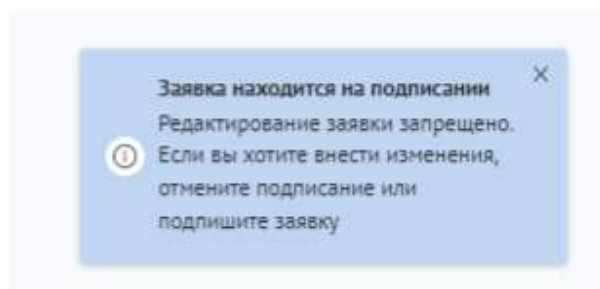 Заявка находится на подписании
Редактирование заявки запрещено.
Если вы хотите внести изменения,
отмените подписание или
подпишите заявку